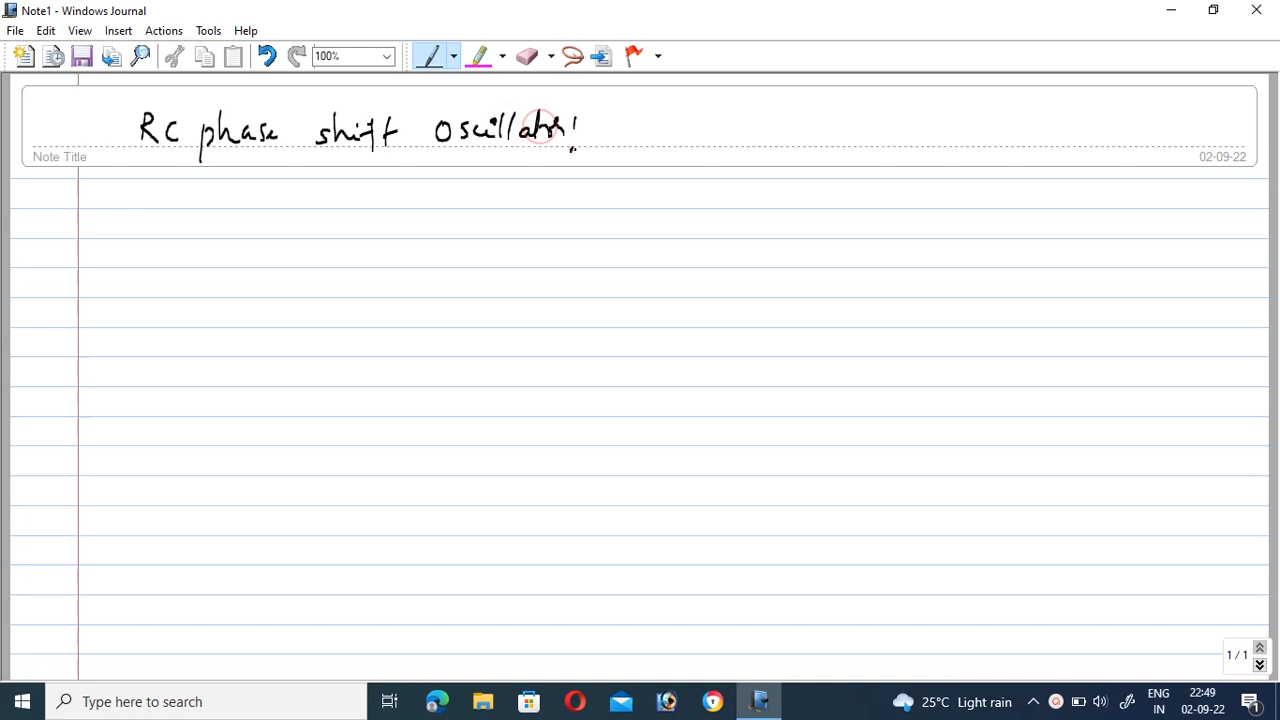 Note1 - Windows Journal
File Edit View Insert Actions Tools Help
100%
RC phase shift Oscillator!
Note Title 02-09-22
1 / 1
Type here to search
25°C Light rain
ENG
IN
22:49
02-09-22
1